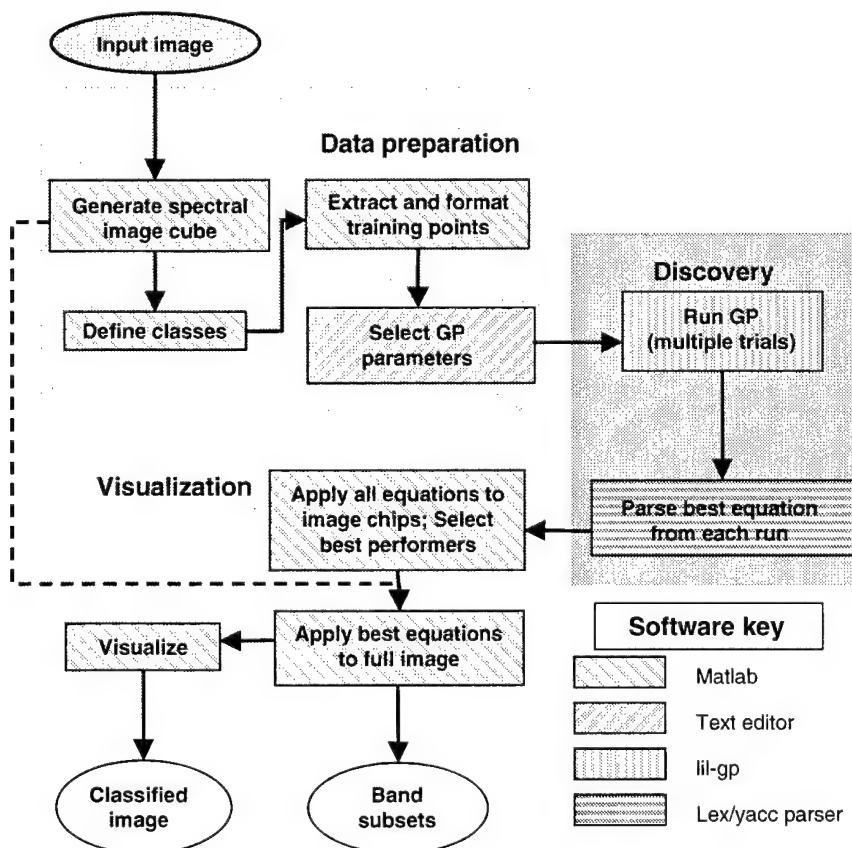 Input image
Data preparation
Generate spectral
image cube
Extract and format
training points
Define classes
Select GP
parameters
Discovery
Run GP
(multiple trials)
Visualization
Apply all equations to
image chips; Select
best performers
Parse best equation
from each run
Visualize
Apply best equations
to full image
Classified
image
Band
subsets
Software key
Matlab
Text editor
lil-gp
Lex/yacc parser